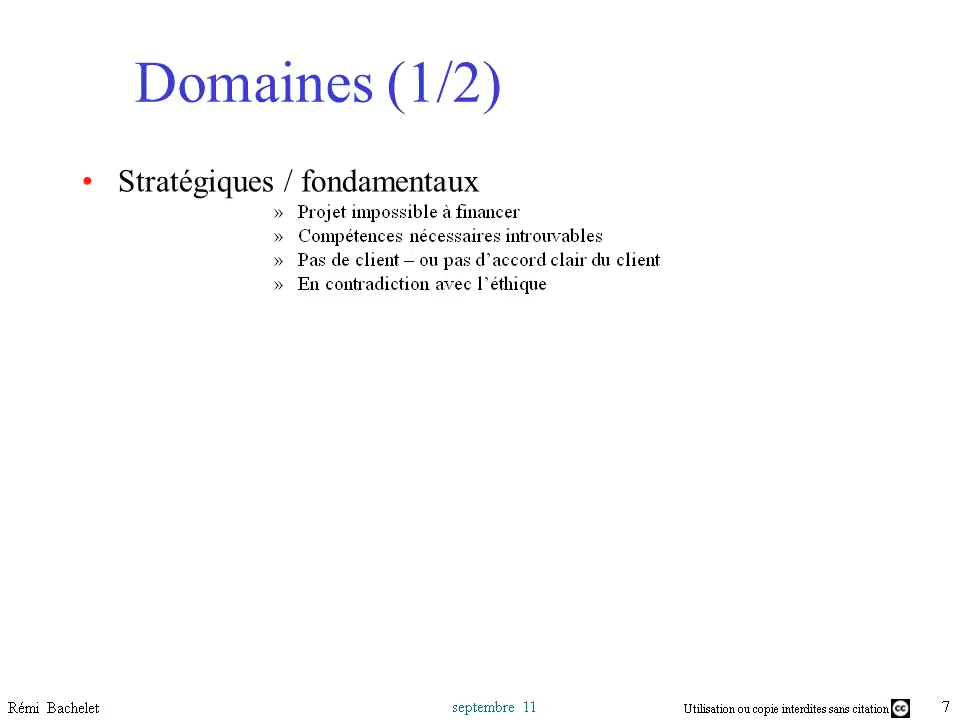 Domaines (1/2)
• Stratégiques / fondamentaux
» Projet impossible à financer
» Compétences nécessaires introuvables
» Pas de client – ou pas d’accord clair du client
» En contradiction avec l’éthique
Rémi Bachelet
septembre 11
Utilisation ou copie interdites sans citation
cc
7